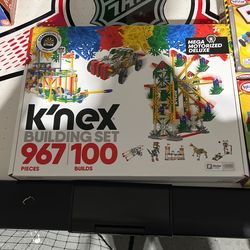 MEGA
MOTORIZED
DELUXE
k'nex
BUILDING SET
967 100
PIECES BUILDS